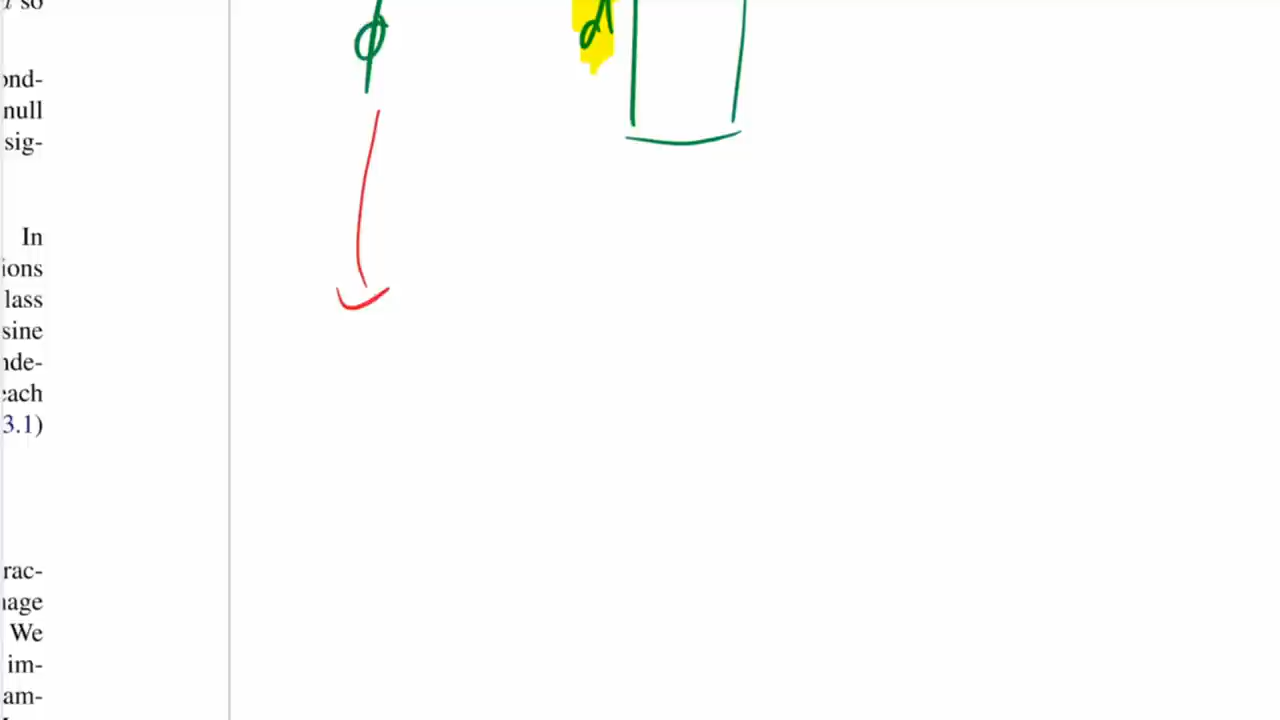 so
ϕ
d
ond-
null
sig-
In
ions
lass
sine
nde-
each
3.1)
rac-
nage
We
im-
am-